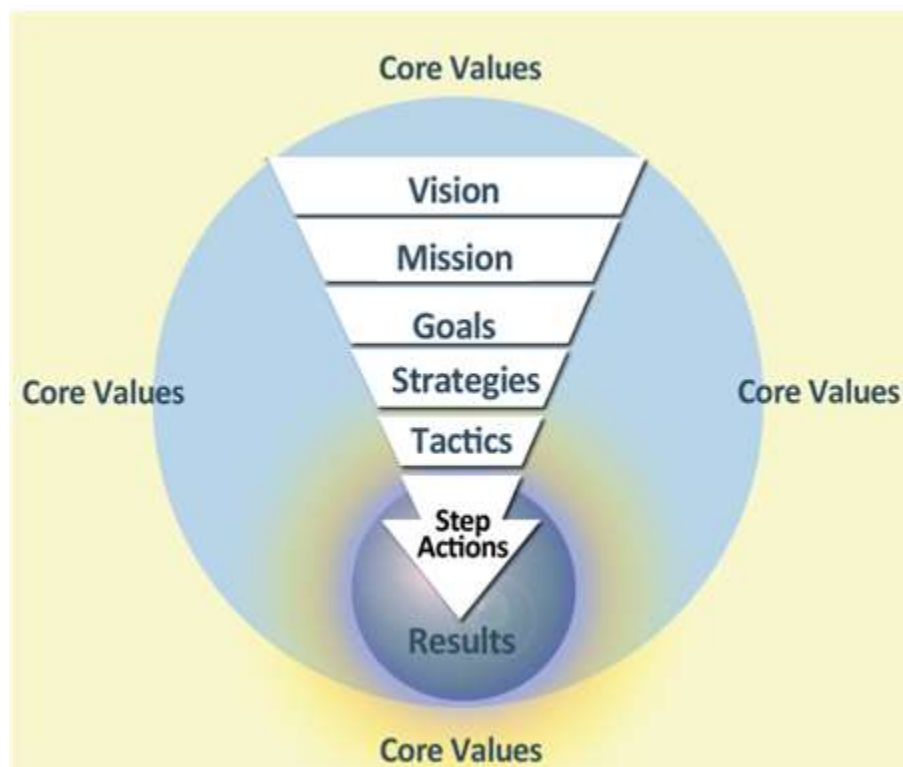 Core Values
Vision
Mission
Goals
Strategies
Core Values
Core Values
Tactics
Step
Actions
Results
Core Values